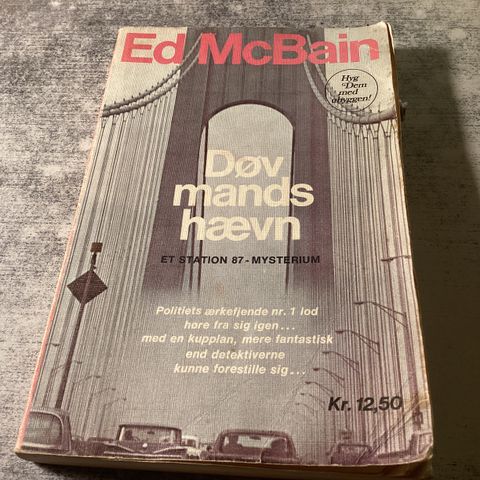 Ed McBain
Hyg
Dem
med
uhyggen!
Døv
mands
hævn
ET STATION 87-MYSTERIUM
Politiets ærkefjende nr. 1 lod
høre fra sig igen...
med en kupplan, mere fantastisk
end detektiverne
kunne forestille sig...
Kr. 12,50